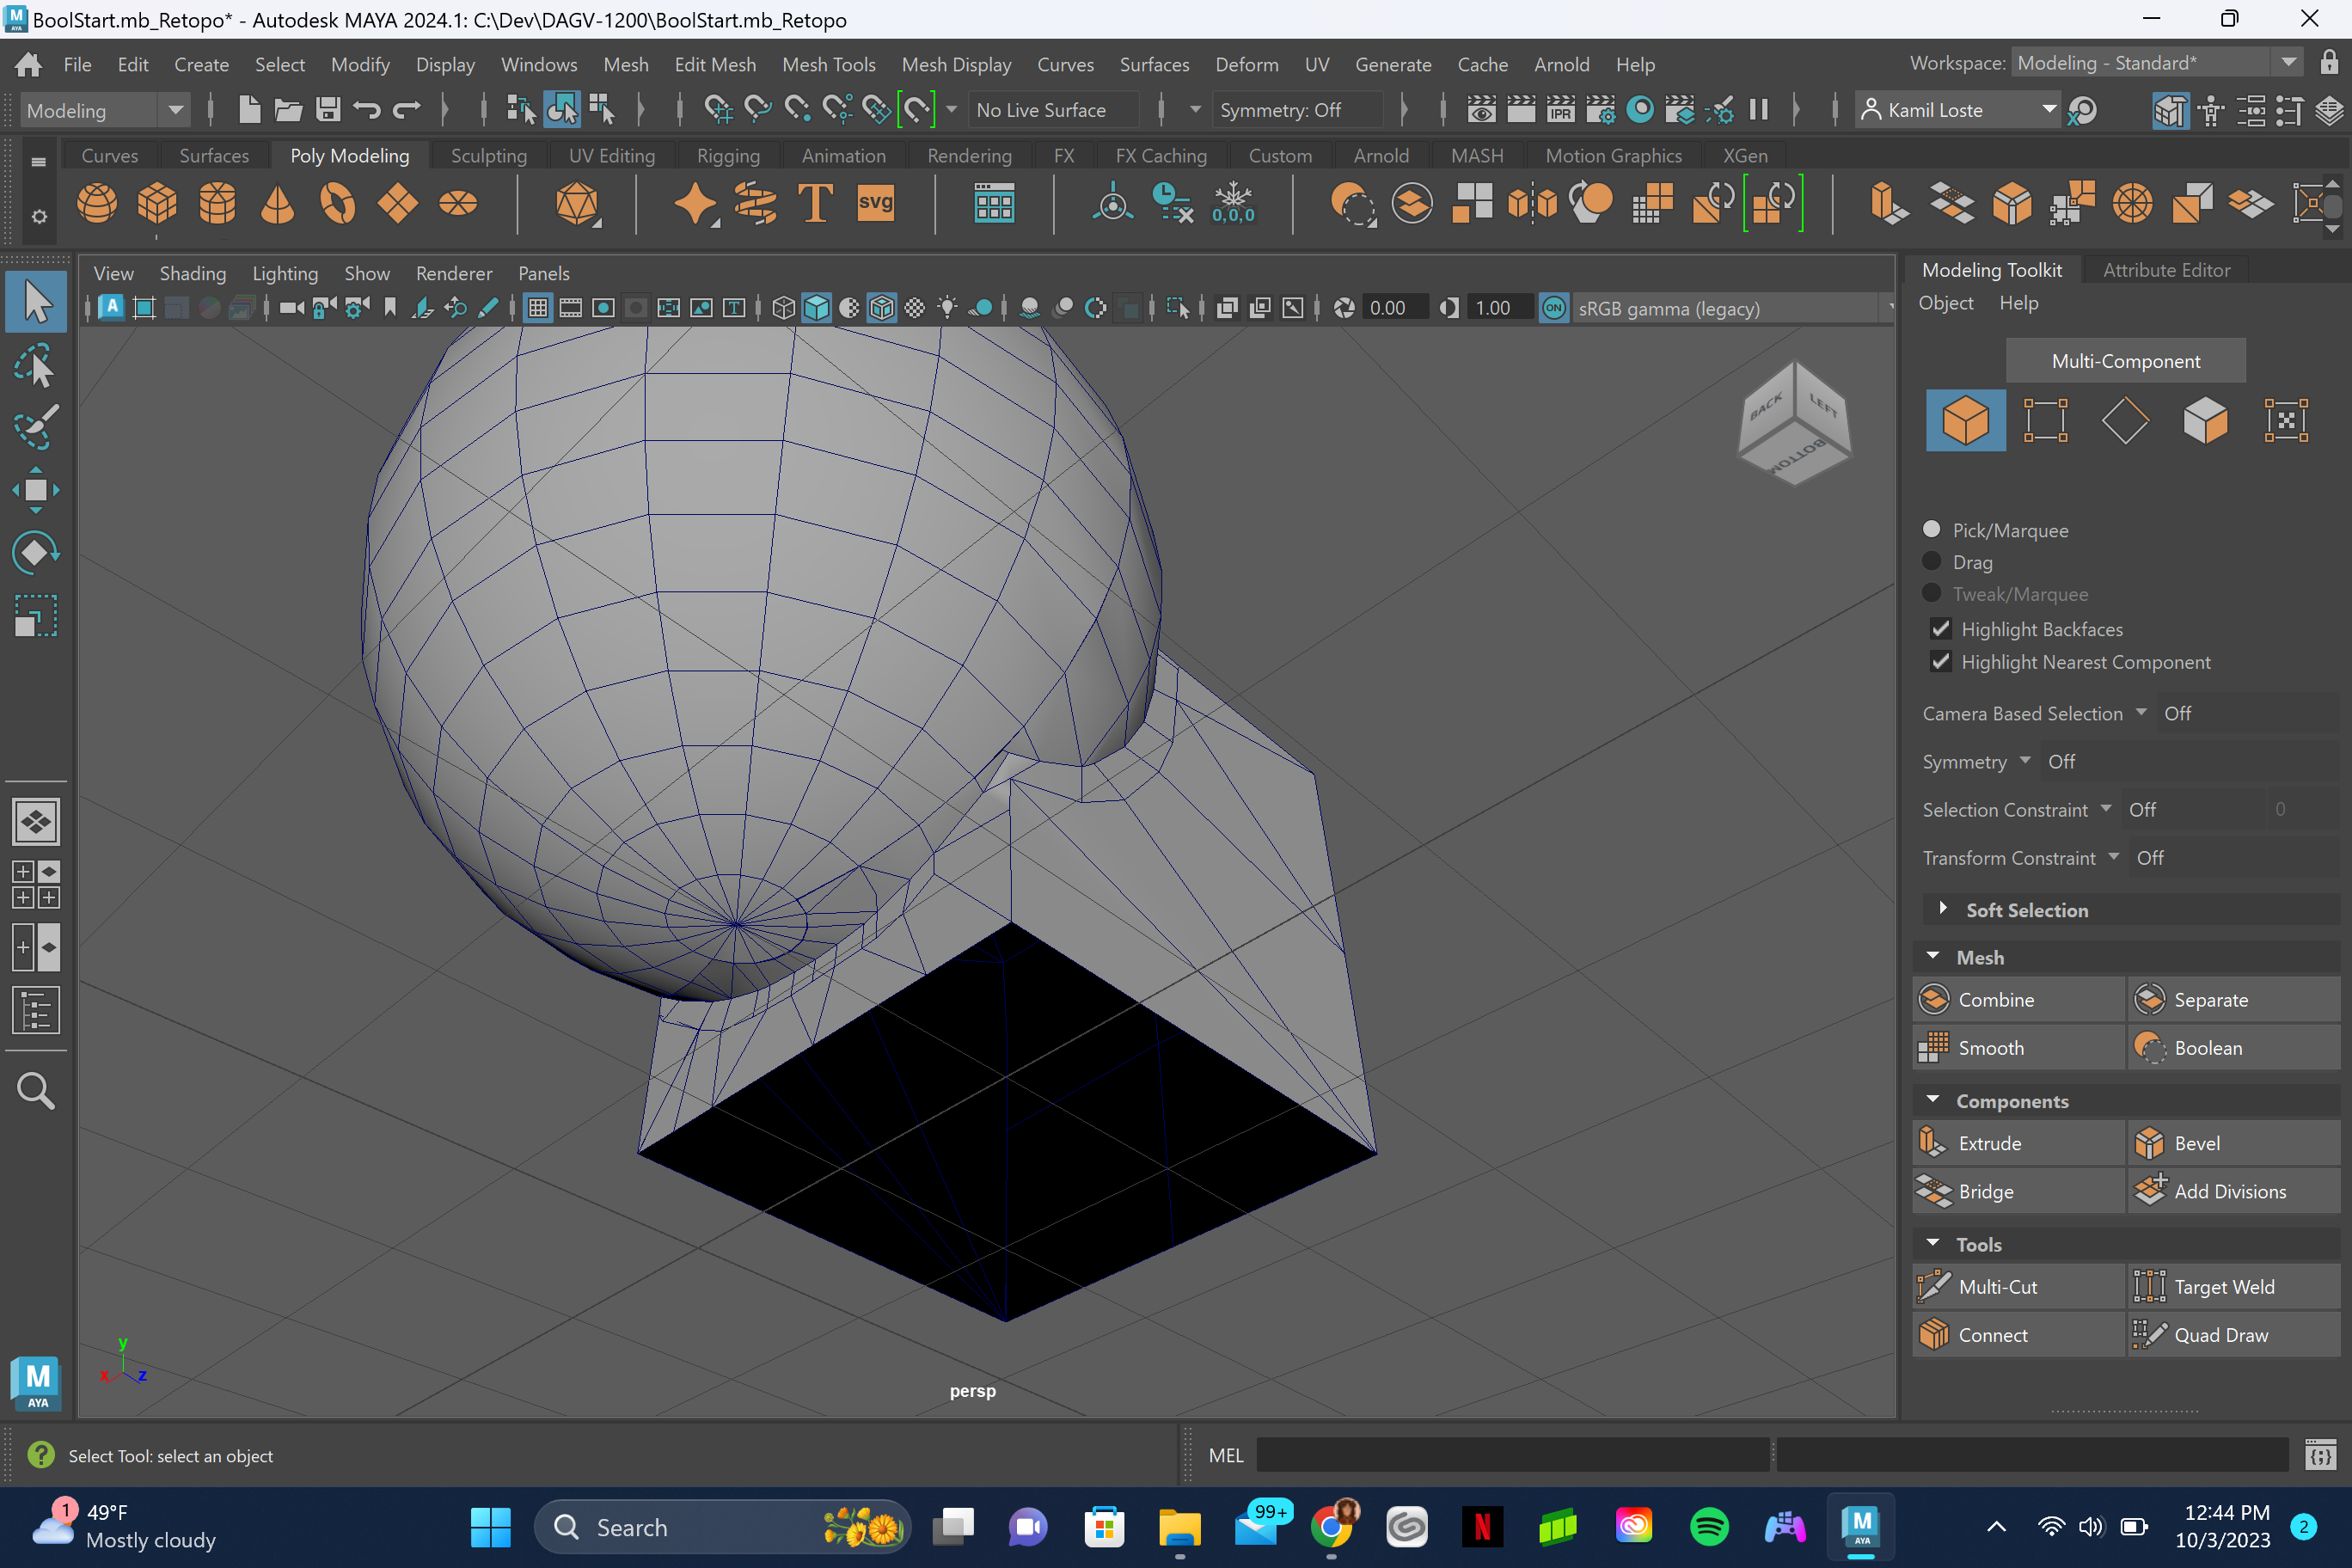 BoolStart.mb_Retopo* - Autodesk MAYA 2024.1: C:\Dev\DAGV-1200\BoolStart.mb_Retopo
File Edit Create Select Modify Display Windows Mesh Edit Mesh Mesh Tools Mesh Display Curves Surfaces Deform UV Generate Cache Arnold Help
Workspace: Modeling - Standard*
Modeling
No Live Surface
Symmetry: Off
IPR
Kamil Loste
Curves Surfaces Poly Modeling Sculpting UV Editing Rigging Animation Rendering FX FX Caching Custom Arnold MASH Motion Graphics XGen
T
svg
0,0,0
View Shading Lighting Show Renderer Panels
A
T
0.00
1.00
ON
sRGB gamma (legacy)
Modeling Toolkit
Attribute Editor
Object Help
Multi-Component
BACK
LEFT
BOTTOM
Pick/Marquee
Drag
Tweak/Marquee
Highlight Backfaces
Highlight Nearest Component
Camera Based Selection Off
Symmetry Off
Selection Constraint Off 0
Transform Constraint Off
Soft Selection
Mesh
Combine Separate
Smooth Boolean
Components
Extrude Bevel
Bridge Add Divisions
Tools
Multi-Cut Target Weld
Connect Quad Draw
y
x z
persp
M
AYA
Select Tool: select an object
MEL
1
49°F
Mostly cloudy
Search
99+
N
M
AYA
12:44 PM
10/3/2023
2